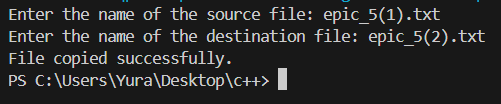 Enter the name of the source file: epic_5(1).txt
Enter the name of the destination file: epic_5(2).txt
File copied successfully.
PS C:\Users\Yura\Desktop\c++>